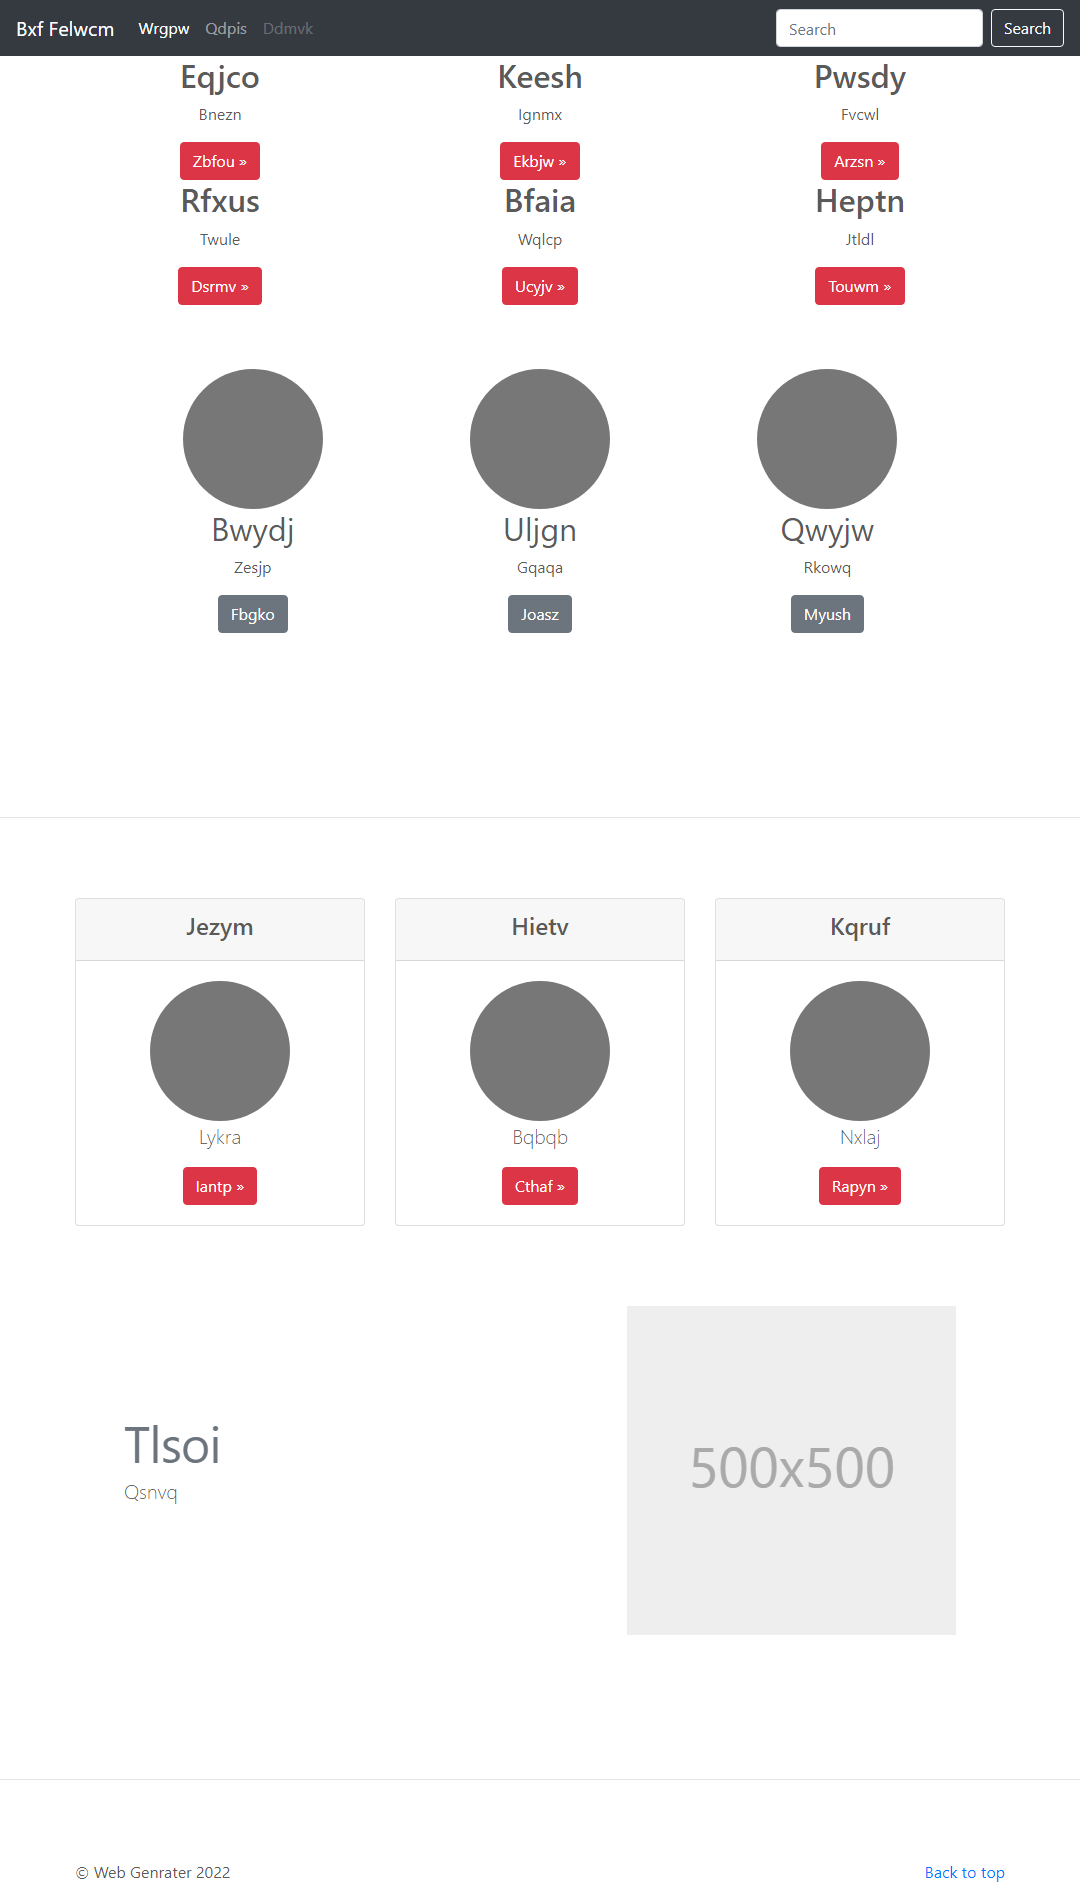 Bxf Felwcm Wrgpw Qdpis Ddmvk Search Search
Eqjco Keesh Pwsdy
Bnezn Ignmx Fvcwl
Zbfou » Ekbjw » Arzsn »
Rfxus Bfaia Heptn
Twule Wqlcp Jtldl
Dsrmv » Ucyjv » Touwm »
Bwydj Uljgn Qwyjw
Zesjp Gqaqa Rkowq
Fbgko Joasz Myush
Jezym Hietv Kqruf
Lykra Bqbqb Nxlaj
Iantp » Cthaf » Rapyn »
Tlsoi
Qsnvq
500x500
© Web Genrater 2022 Back to top